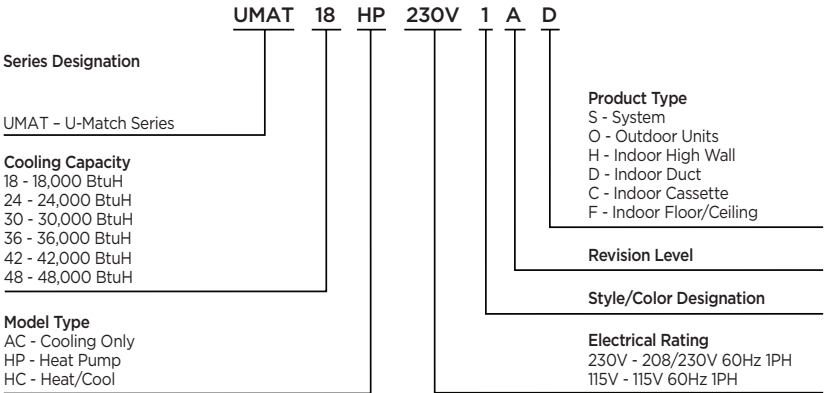 UMAT 18 HP 230V 1 A D
Series Designation
UMAT – U-Match Series
Cooling Capacity
18 - 18,000 BtuH
24 - 24,000 BtuH
30 - 30,000 BtuH
36 - 36,000 BtuH
42 - 42,000 BtuH
48 - 48,000 BtuH
Model Type
AC - Cooling Only
HP - Heat Pump
HC - Heat/Cool
Product Type
S - System
O - Outdoor Units
H - Indoor High Wall
D - Indoor Duct
C - Indoor Cassette
F - Indoor Floor/Ceiling
Revision Level
Style/Color Designation
Electrical Rating
230V - 208/230V 60Hz 1PH
115V - 115V 60Hz 1PH